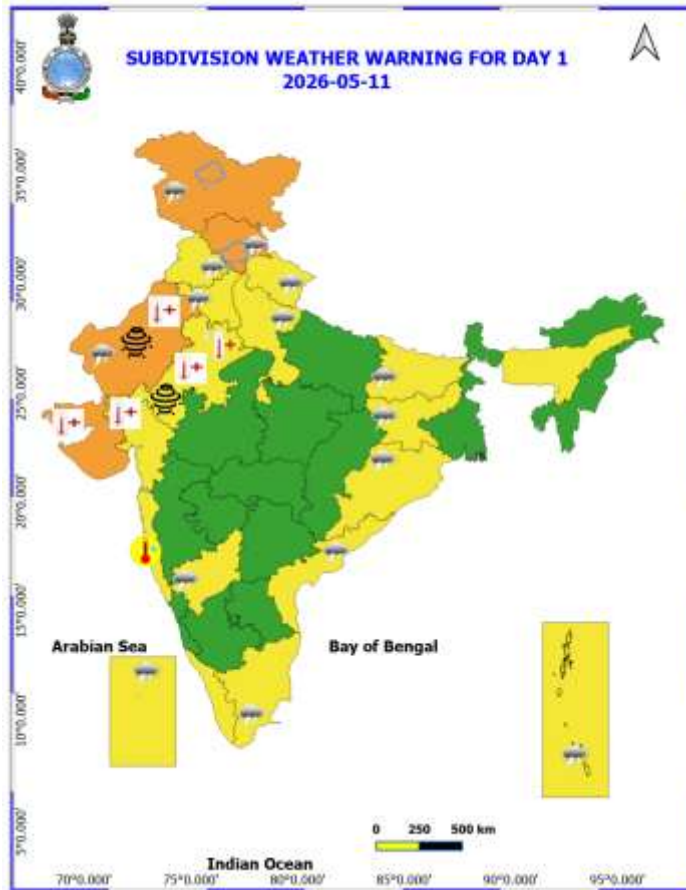 SUBDIVISION WEATHER WARNING FOR DAY 1
2026-05-11
40°0.000'
35°0.000'
30°0.000'
25°0.000'
20°0.000'
15°0.000'
10°0.000'
5°0.000'
Arabian Sea
Bay of Bengal
0 250 500 km
Indian Ocean
70°0.000' 75°0.000' 80°0.000' 85°0.000' 90°0.000' 95°0.000'